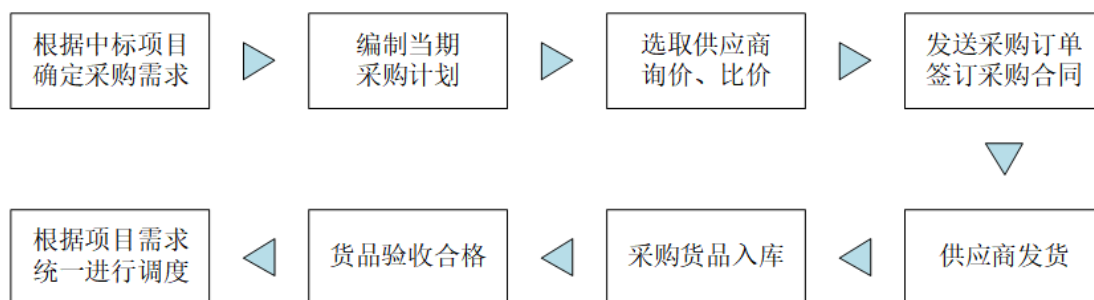 根据中标项目
确定采购需求
编制当期
采购计划
选取供应商
询价、比价
发送采购订单
签订采购合同
供应商发货
采购货品入库
货品验收合格
根据项目需求
统一进行调度